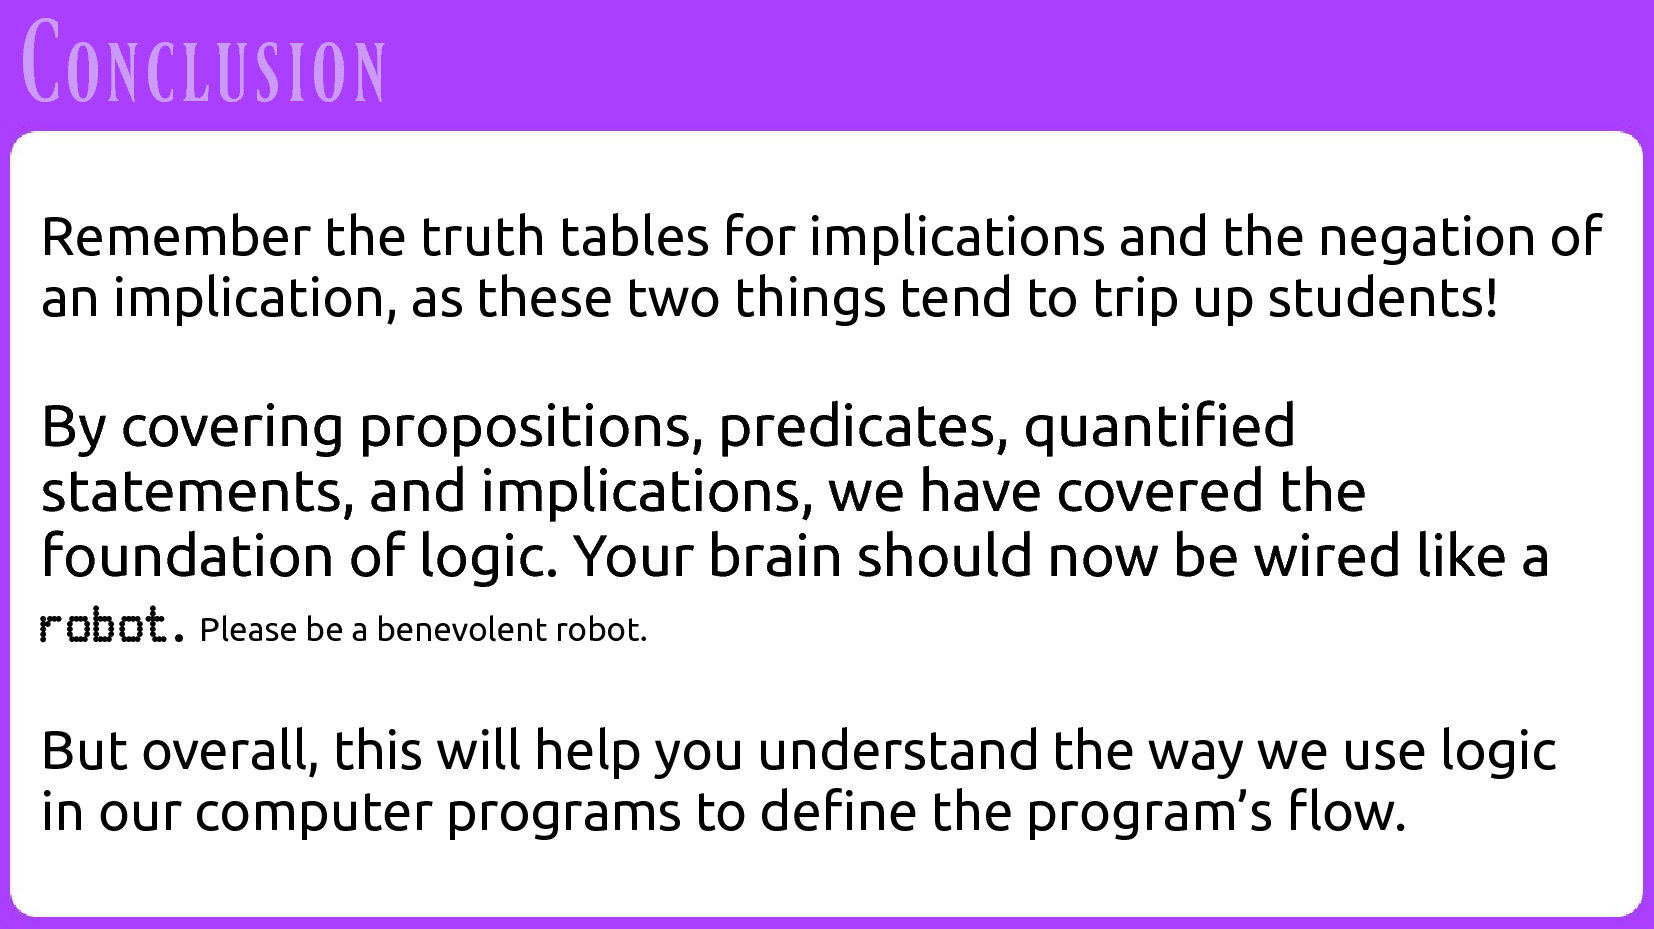 Conclusion
Remember the truth tables for implications and the negation of
an implication, as these two things tend to trip up students!
By covering propositions, predicates, quantified
statements, and implications, we have covered the
foundation of logic. Your brain should now be wired like a
robot. Please be a benevolent robot.
But overall, this will help you understand the way we use logic
in our computer programs to define the program’s flow.